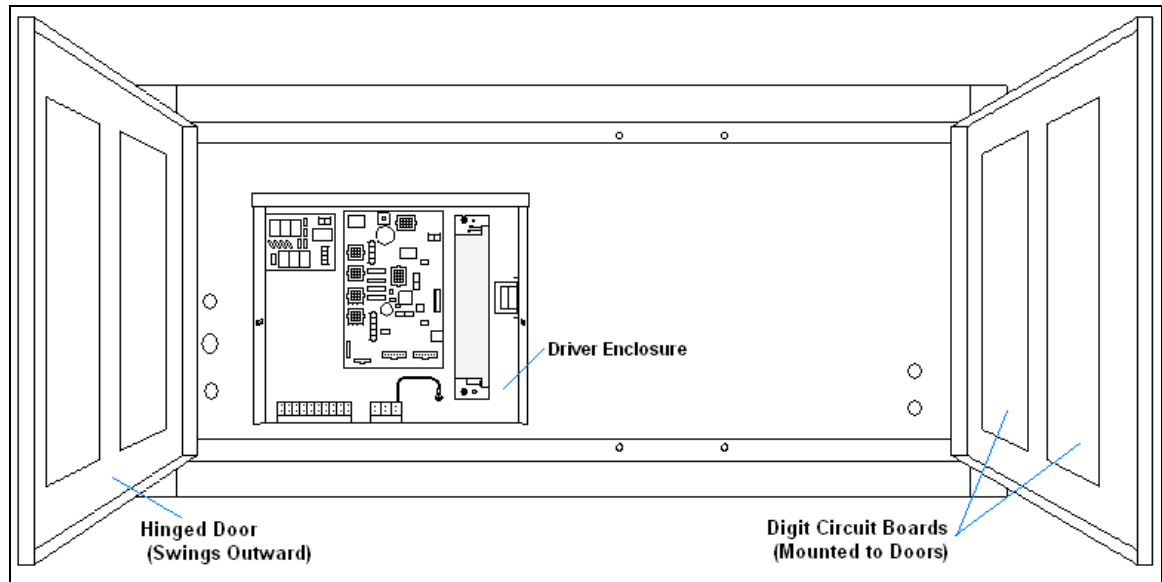 Driver Enclosure
Hinged Door
(Swings Outward)
Digit Circuit Boards
(Mounted to Doors)